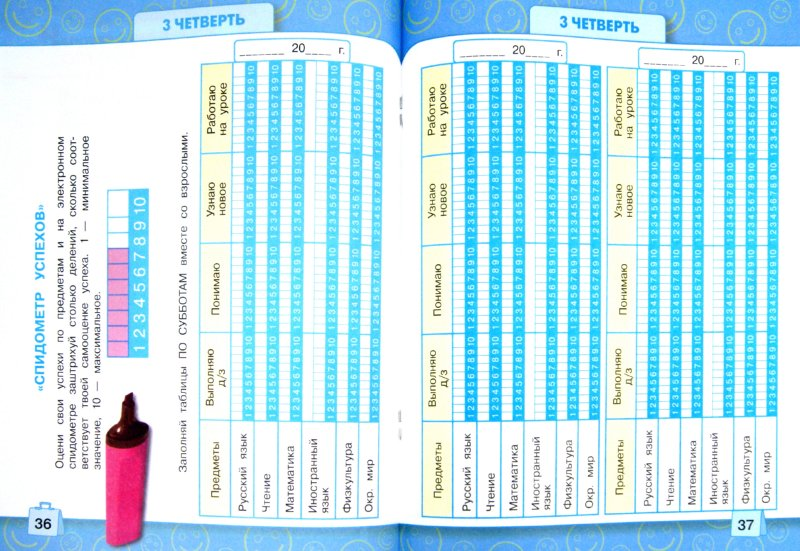 3 ЧЕТВЕРТЬ
«СПИДОМЕТР УСПЕХОВ»
Оцени свои успехи по предметам и на электронном
спидометре заштрихуй столько делений, сколько соот-
ветствует твоей самооценке успеха. 1 — минимальное
значение, 10 — максимальное.
1 2 3 4 5 6 7 8 9 10
Заполняй таблицы ПО СУББОТАМ вместе со взрослыми.
______ 20___ г.
Предметы
Выполняю
д/з
Понимаю
Узнаю
новое
Работаю
на уроке
Русский язык 1 2 3 4 5 6 7 8 9 10 1 2 3 4 5 6 7 8 9 10 1 2 3 4 5 6 7 8 9 10 1 2 3 4 5 6 7 8 9 10
Чтение 1 2 3 4 5 6 7 8 9 10 1 2 3 4 5 6 7 8 9 10 1 2 3 4 5 6 7 8 9 10 1 2 3 4 5 6 7 8 9 10
Математика 1 2 3 4 5 6 7 8 9 10 1 2 3 4 5 6 7 8 9 10 1 2 3 4 5 6 7 8 9 10 1 2 3 4 5 6 7 8 9 10
Иностранный
язык 1 2 3 4 5 6 7 8 9 10 1 2 3 4 5 6 7 8 9 10 1 2 3 4 5 6 7 8 9 10 1 2 3 4 5 6 7 8 9 10
Физкультура 1 2 3 4 5 6 7 8 9 10 1 2 3 4 5 6 7 8 9 10 1 2 3 4 5 6 7 8 9 10 1 2 3 4 5 6 7 8 9 10
Окр. мир 1 2 3 4 5 6 7 8 9 10 1 2 3 4 5 6 7 8 9 10 1 2 3 4 5 6 7 8 9 10 1 2 3 4 5 6 7 8 9 10
36
3 ЧЕТВЕРТЬ
______ 20___ г.
Предметы
Выполняю
д/з
Понимаю
Узнаю
новое
Работаю
на уроке
Русский язык 1 2 3 4 5 6 7 8 9 10 1 2 3 4 5 6 7 8 9 10 1 2 3 4 5 6 7 8 9 10 1 2 3 4 5 6 7 8 9 10
Чтение 1 2 3 4 5 6 7 8 9 10 1 2 3 4 5 6 7 8 9 10 1 2 3 4 5 6 7 8 9 10 1 2 3 4 5 6 7 8 9 10
Математика 1 2 3 4 5 6 7 8 9 10 1 2 3 4 5 6 7 8 9 10 1 2 3 4 5 6 7 8 9 10 1 2 3 4 5 6 7 8 9 10
Иностранный
язык 1 2 3 4 5 6 7 8 9 10 1 2 3 4 5 6 7 8 9 10 1 2 3 4 5 6 7 8 9 10 1 2 3 4 5 6 7 8 9 10
Физкультура 1 2 3 4 5 6 7 8 9 10 1 2 3 4 5 6 7 8 9 10 1 2 3 4 5 6 7 8 9 10 1 2 3 4 5 6 7 8 9 10
Окр. мир 1 2 3 4 5 6 7 8 9 10 1 2 3 4 5 6 7 8 9 10 1 2 3 4 5 6 7 8 9 10 1 2 3 4 5 6 7 8 9 10
______ 20___ г.
Предметы
Выполняю
д/з
Понимаю
Узнаю
новое
Работаю
на уроке
Русский язык 1 2 3 4 5 6 7 8 9 10 1 2 3 4 5 6 7 8 9 10 1 2 3 4 5 6 7 8 9 10 1 2 3 4 5 6 7 8 9 10
Чтение 1 2 3 4 5 6 7 8 9 10 1 2 3 4 5 6 7 8 9 10 1 2 3 4 5 6 7 8 9 10 1 2 3 4 5 6 7 8 9 10
Математика 1 2 3 4 5 6 7 8 9 10 1 2 3 4 5 6 7 8 9 10 1 2 3 4 5 6 7 8 9 10 1 2 3 4 5 6 7 8 9 10
Иностранный
язык 1 2 3 4 5 6 7 8 9 10 1 2 3 4 5 6 7 8 9 10 1 2 3 4 5 6 7 8 9 10 1 2 3 4 5 6 7 8 9 10
Физкультура 1 2 3 4 5 6 7 8 9 10 1 2 3 4 5 6 7 8 9 10 1 2 3 4 5 6 7 8 9 10 1 2 3 4 5 6 7 8 9 10
Окр. мир 1 2 3 4 5 6 7 8 9 10 1 2 3 4 5 6 7 8 9 10 1 2 3 4 5 6 7 8 9 10 1 2 3 4 5 6 7 8 9 10
37